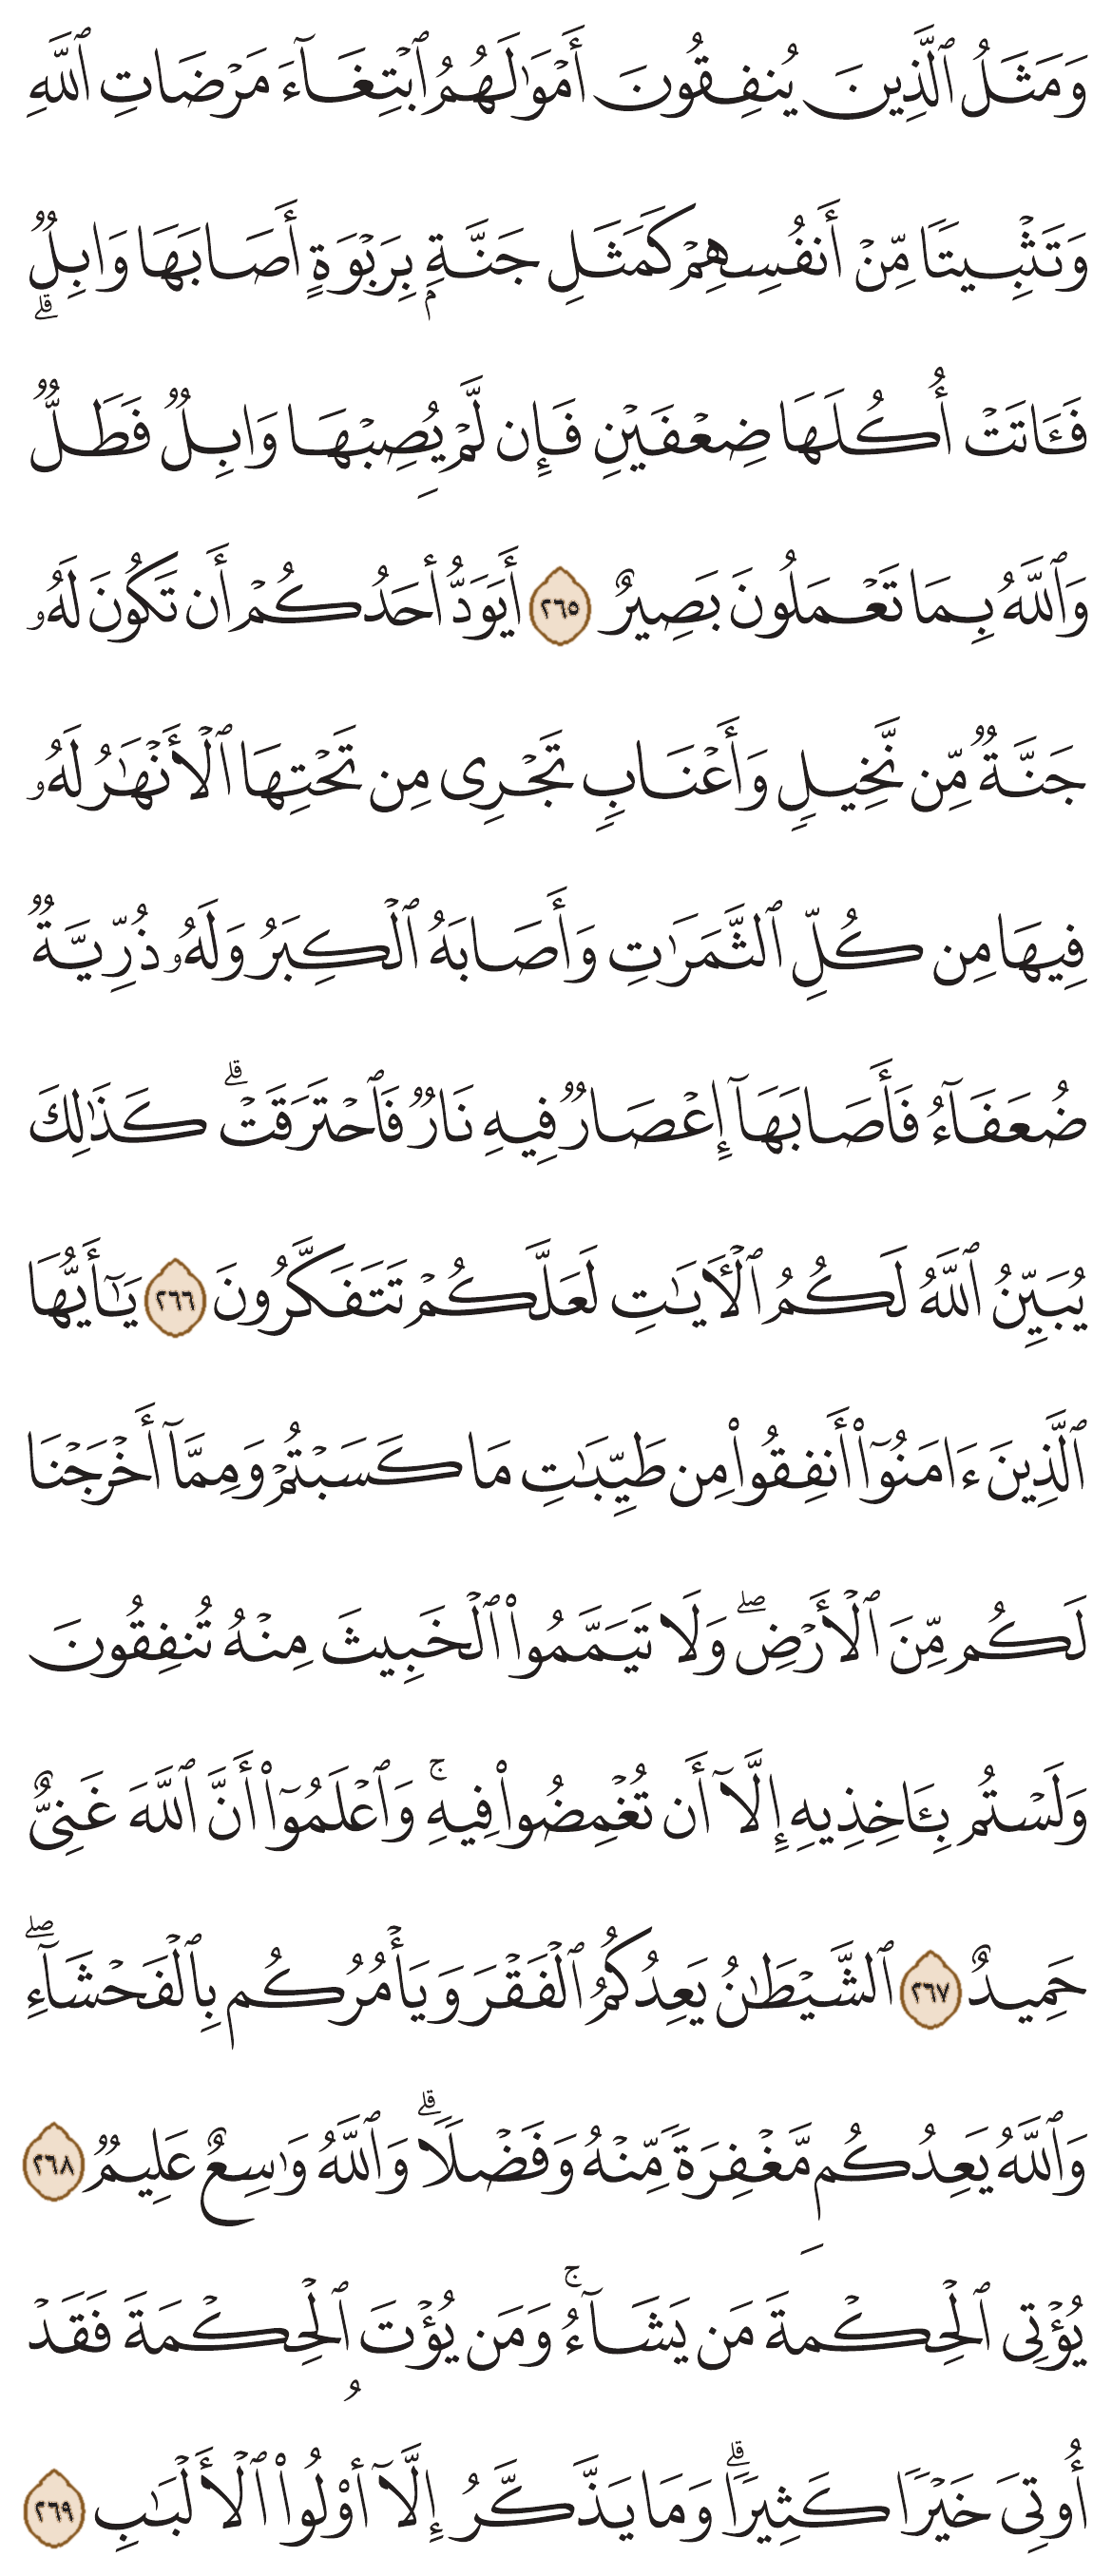 وَمَثَلُ ٱلَّذِينَ يُنفِقُونَ أَمْوَٰلَهُمُ ٱبْتِغَآءَ مَرْضَاتِ ٱللَّهِ
وَتَثْبِيتًا مِّنْ أَنفُسِهِمْ كَمَثَلِ جَنَّةِۭ بِرَبْوَةٍ أَصَابَهَا وَابِلٌ ۗ
فَـَٔاتَتْ أُكُلَهَا ضِعْفَيْنِ فَإِن لَّمْ يُصِبْهَا وَابِلٌ فَطَلٌّ
وَٱللَّهُ بِمَا تَعْمَلُونَ بَصِيرٌ ٢٦٥ أَيَوَدُّ أَحَدُكُمْ أَن تَكُونَ لَهُۥ
جَنَّةٌ مِّن نَّخِيلٍ وَأَعْنَابٍ تَجْرِى مِن تَحْتِهَا ٱلْأَنْهَٰرُ لَهُۥ
فِيهَا مِن كُلِّ ٱلثَّمَرَٰتِ وَأَصَابَهُ ٱلْكِبَرُ وَلَهُۥ ذُرِّيَّةٌ
ضُعَفَآءُ فَأَصَابَهَآ إِعْصَارٌ فِيهِ نَارٌ فَٱحْتَرَقَتْ ۗ كَذَٰلِكَ
يُبَيِّنُ ٱللَّهُ لَكُمُ ٱلْـَٔايَٰتِ لَعَلَّكُمْ تَتَفَكَّرُونَ ٢٦٦ يَٰٓأَيُّهَا
ٱلَّذِينَ ءَامَنُوٓا۟ أَنفِقُوا۟ مِن طَيِّبَٰتِ مَا كَسَبْتُمْ وَمِمَّآ أَخْرَجْنَا
لَكُم مِّنَ ٱلْأَرْضِ ۖ وَلَا تَيَمَّمُوا۟ ٱلْخَبِيثَ مِنْهُ تُنفِقُونَ
وَلَسْتُم بِـَٔاخِذِيهِ إِلَّآ أَن تُغْمِضُوا۟ فِيهِ ۚ وَٱعْلَمُوٓا۟ أَنَّ ٱللَّهَ غَنِىٌّ
حَمِيدٌ ٢٦٧ ٱلشَّيْطَٰنُ يَعِدُكُمُ ٱلْفَقْرَ وَيَأْمُرُكُم بِٱلْفَحْشَآءِ ۖ
وَٱللَّهُ يَعِدُكُم مَّغْفِرَةً مِّنْهُ وَفَضْلًا ۗ وَٱللَّهُ وَٰسِعٌ عَلِيمٌ ٢٦٨
يُؤْتِى ٱلْحِكْمَةَ مَن يَشَآءُ ۚ وَمَن يُؤْتَ ٱلْحِكْمَةَ فَقَدْ
أُوتِىَ خَيْرًا كَثِيرًا ۗ وَمَا يَذَّكَّرُ إِلَّآ أُو۟لُوا۟ ٱلْأَلْبَٰبِ ٢٦٩